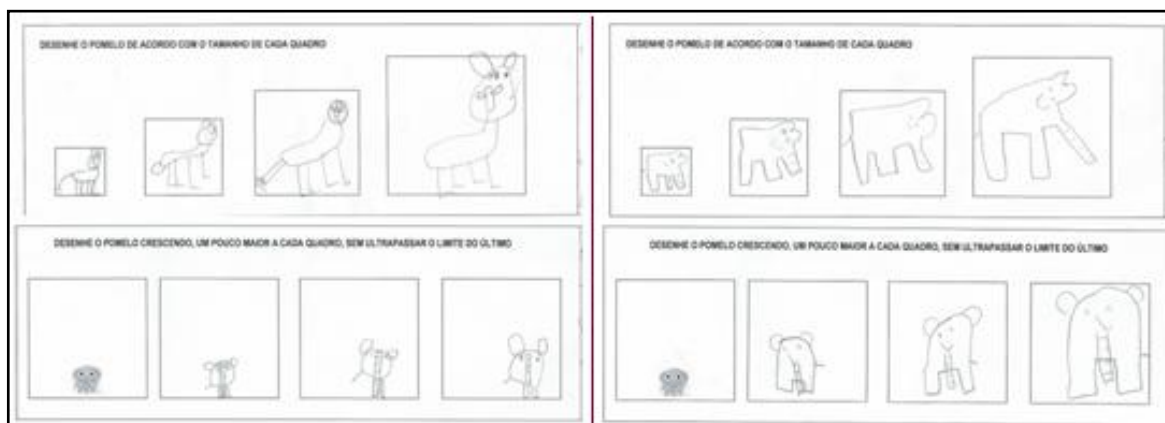 DESENHE O POMELO DE ACORDO COM O TAMANHO DE CADA QUADRO
DESENHE O POMELO CRESCENDO, UM POUCO MAIOR A CADA QUADRO, SEM ULTRAPASSAR O LIMITE DO ÚLTIMO
DESENHE O POMELO DE ACORDO COM O TAMANHO DE CADA QUADRO
DESENHE O POMELO CRESCENDO, UM POUCO MAIOR A CADA QUADRO, SEM ULTRAPASSAR O LIMITE DO ÚLTIMO